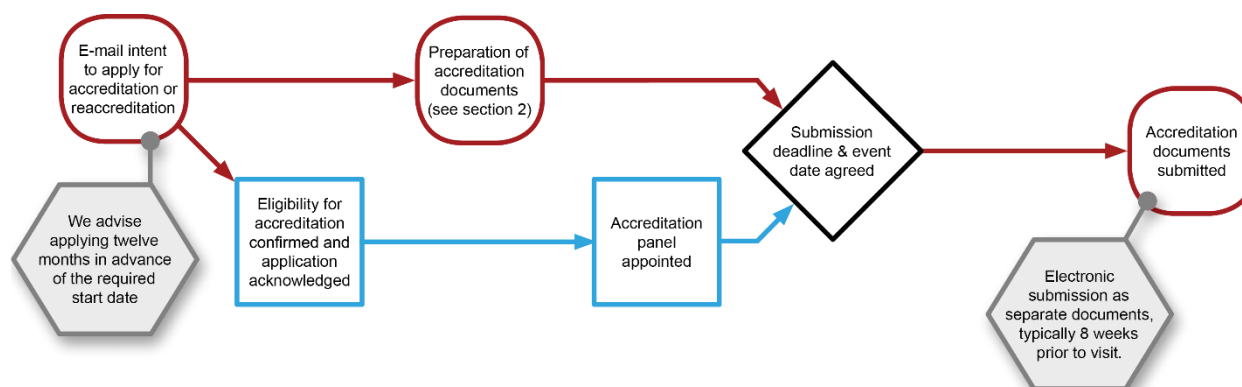 E-mail intent
to apply for
accreditation or
reaccreditation
Preparation of
accreditation
documents
(see section 2)
Submission
deadline & event
date agreed
Accreditation
documents
submitted
We advise
applying twelve
months in advance
of the required
start date
Eligibility for
accreditation
confirmed and
application
acknowledged
Accreditation
panel
appointed
Electronic
submission as
separate documents,
typically 8 weeks
prior to visit.